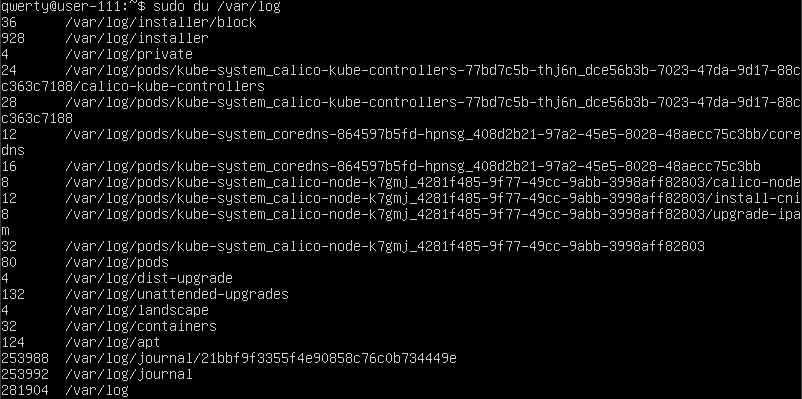 qwerty@user-111:~$ sudo du /var/log
36      /var/log/installer/block
928     /var/log/installer
4       /var/log/private
24      /var/log/pods/kube-system_calico-kube-controllers-77bd7c5b-thj6n_dce56b3b-7023-47da-9d17-88c
c363c7188/calico-kube-controllers
28      /var/log/pods/kube-system_calico-kube-controllers-77bd7c5b-thj6n_dce56b3b-7023-47da-9d17-88c
c363c7188
12      /var/log/pods/kube-system_coredns-864597b5fd-hpnsg_408d2b21-97a2-45e5-8028-48aecc75c3bb/core
dns
16      /var/log/pods/kube-system_coredns-864597b5fd-hpnsg_408d2b21-97a2-45e5-8028-48aecc75c3bb
8       /var/log/pods/kube-system_calico-node-k7gmj_4281f485-9f77-49cc-9abb-3998aff82803/calico-node
12      /var/log/pods/kube-system_calico-node-k7gmj_4281f485-9f77-49cc-9abb-3998aff82803/install-cni
8       /var/log/pods/kube-system_calico-node-k7gmj_4281f485-9f77-49cc-9abb-3998aff82803/upgrade-ipa
m
32      /var/log/pods/kube-system_calico-node-k7gmj_4281f485-9f77-49cc-9abb-3998aff82803
80      /var/log/pods
4       /var/log/dist-upgrade
132     /var/log/unattended-upgrades
4       /var/log/landscape
32      /var/log/containers
124     /var/log/apt
253988  /var/log/journal/21bbf9f3355f4e90858c76c0b734449e
253992  /var/log/journal
281904  /var/log